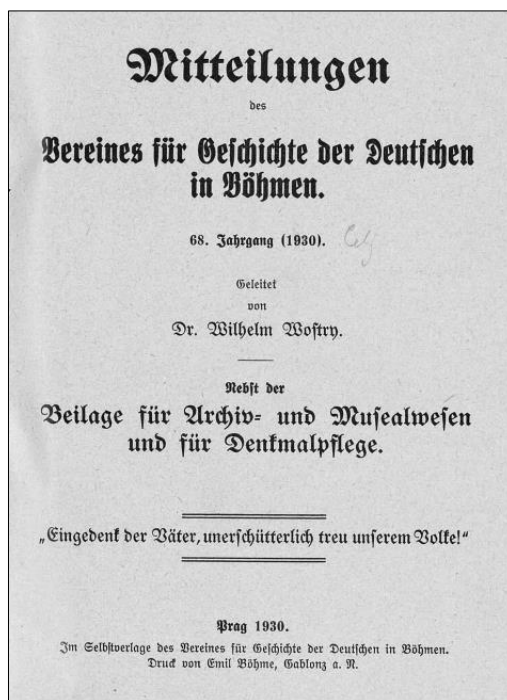 Mitteilungen
des
Vereines für Geschichte der Deutschen
in Böhmen.
68. Jahrgang (1930).
Geleitet
von
Dr. Wilhelm Wostry.
Nebst der
Beilage für Archiv- und Musealwesen
und für Denkmalpflege.
„Eingedenk der Väter, unerschütterlich treu unserem Volke!“
Prag 1930.
Im Selbstverlage des Vereines für Geschichte der Deutschen in Böhmen.
Druck von Emil Böhme, Gablonz a. N.